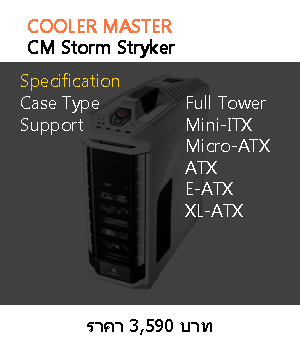 COOLER MASTER
CM Storm Stryker
Specification
Case Type Full Tower
Support Mini-ITX
Micro-ATX
ATX
E-ATX
XL-ATX
ราคา 3,590 บาท